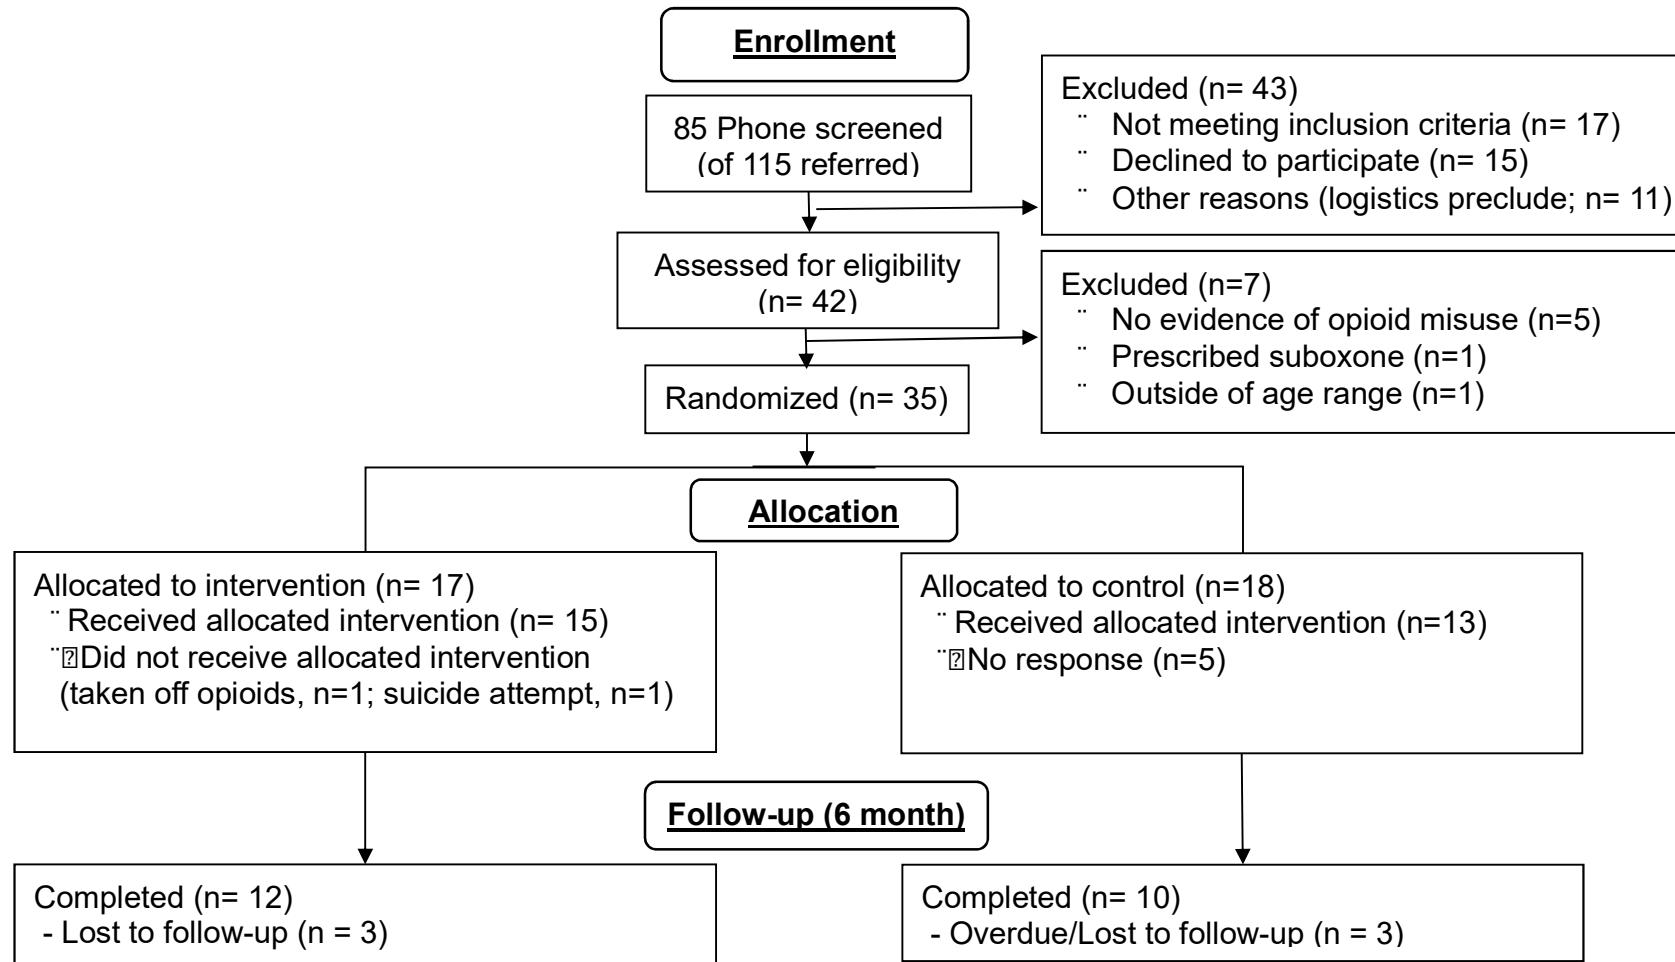 Enrollment
85 Phone screened
(of 115 referred)
Excluded (n= 43)
¨ Not meeting inclusion criteria (n= 17)
¨ Declined to participate (n= 15)
¨ Other reasons (logistics preclude; n= 11)
Assessed for eligibility
(n= 42)
Excluded (n=7)
¨ No evidence of opioid misuse (n=5)
¨ Prescribed suboxone (n=1)
¨ Outside of age range (n=1)
Randomized (n= 35)
Allocation
Allocated to intervention (n= 17)
¨ Received allocated intervention (n= 15)
¨⍰Did not receive allocated intervention
(taken off opioids, n=1; suicide attempt, n=1)
Allocated to control (n=18)
¨ Received allocated intervention (n=13)
¨⍰No response (n=5)
Follow-up (6 month)
Completed (n= 12)
- Lost to follow-up (n = 3)
Completed (n= 10)
- Overdue/Lost to follow-up (n = 3)